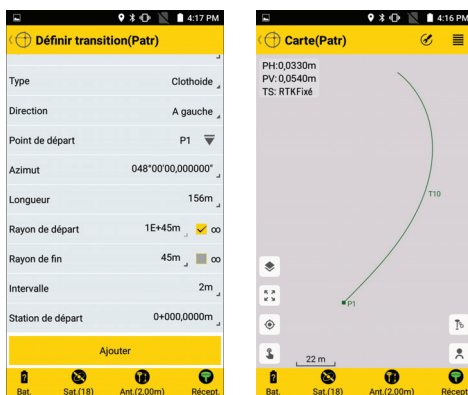 4:17 PM
Définir transition(Patr)
Type Clothoide
Direction A gauche
Point de départ P1
Azimut 048°00'00,000000"
Longueur 156m
Rayon de départ 1E+45m ∞
Rayon de fin 45m ∞
Intervalle 2m
Station de départ 0+000,0000m
Ajouter
Bat. Sat.(18) Ant.(2.00m) Récept.
4:16 PM
Carte(Patr)
PH:0,0330m
PV: 0,0540m
TS: RTKFixé
T10
P1
22 m
Bat. Sat.(18) Ant.(2.00m) Récept